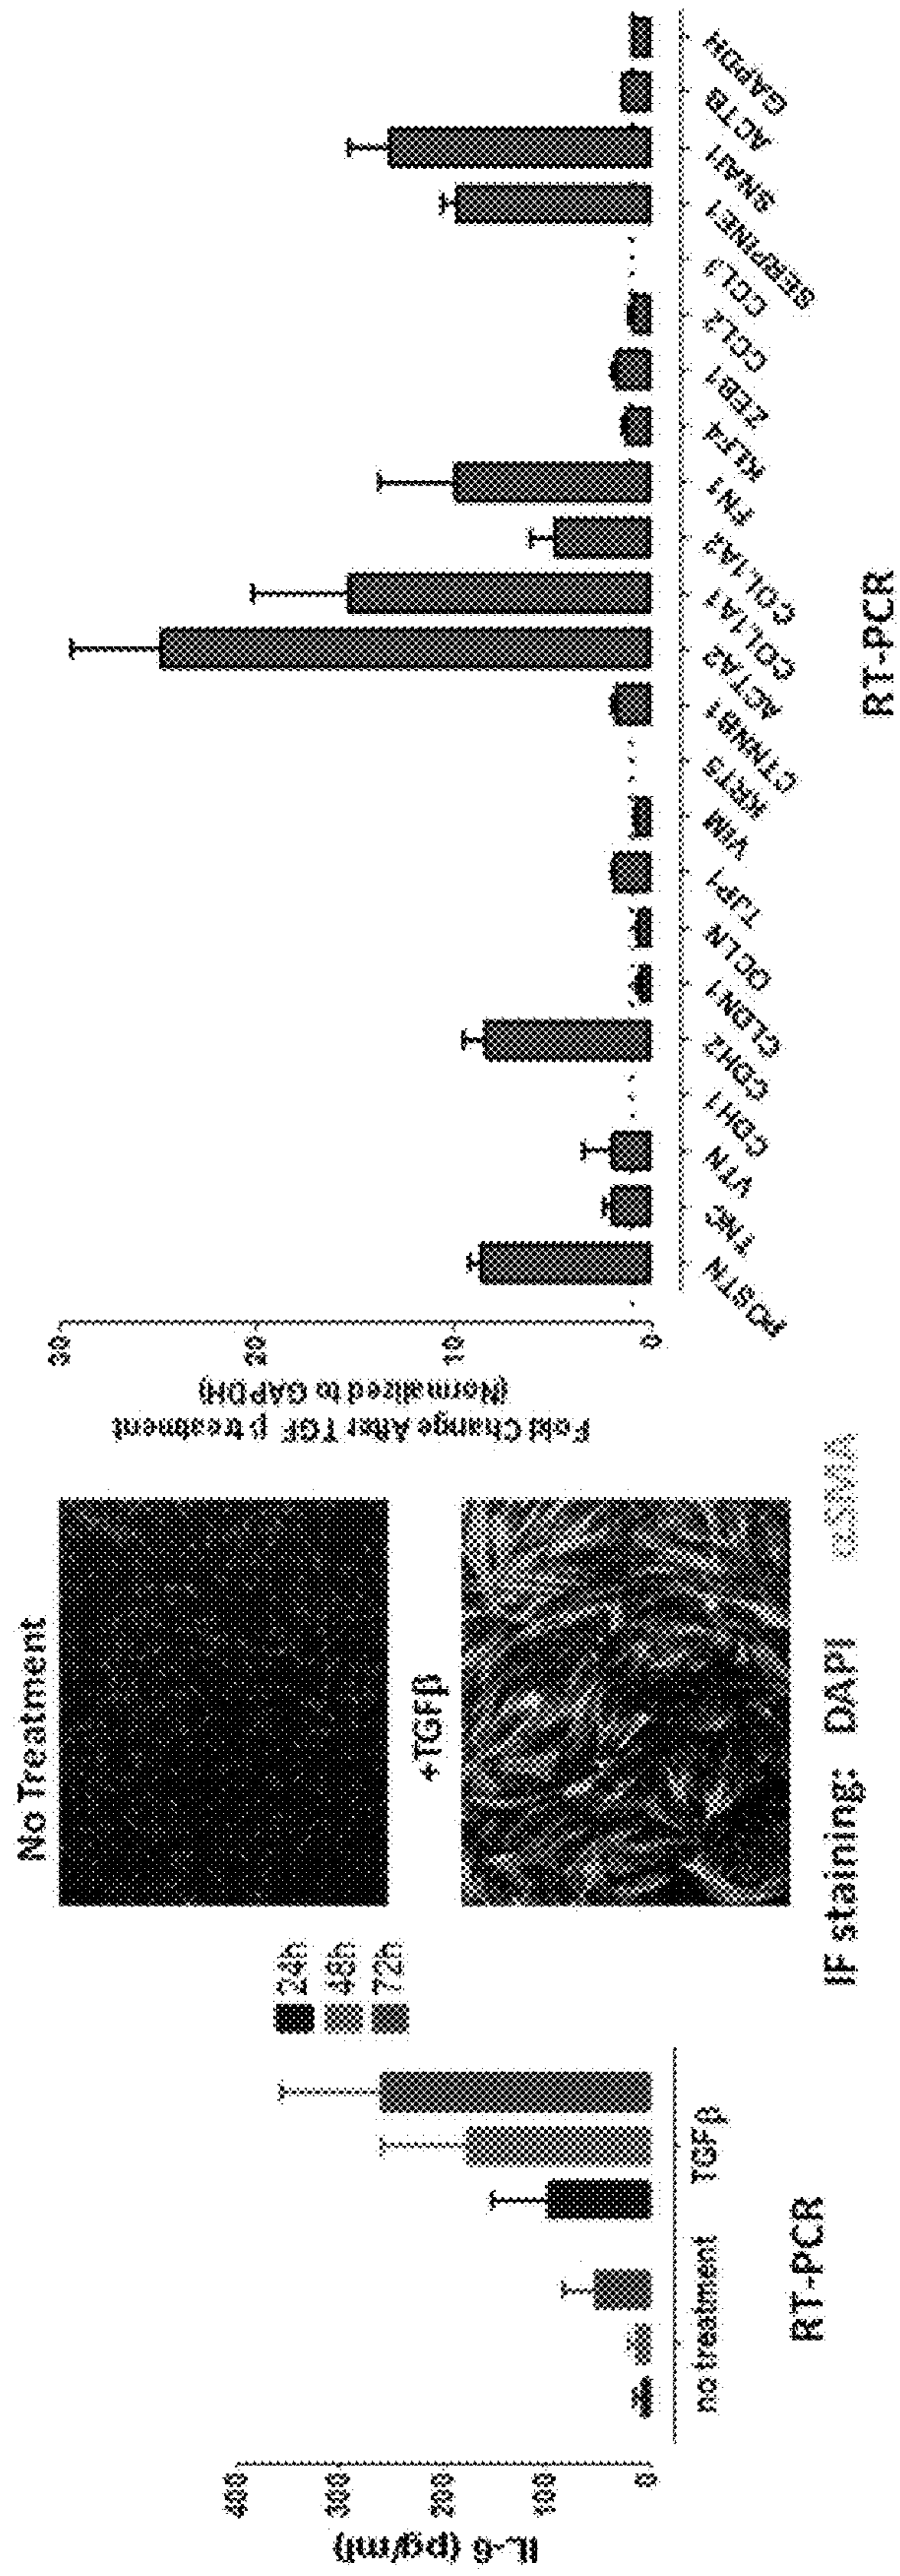 IL-6 (pg/ml)
400
300
200
100
0
no treatment
TGFβ
RT-PCR
24h
48h
72h
No Treatment
+TGFβ
IF staining: DAPI αSMA
Fold Change After TGF β treatment
(Normalized to GAPDH)
30
20
10
0
POSTN
TNC
VTN
CDH1
CDH2
CLDN1
OCLN
TJP1
VIM
KRT5
CTNNB1
ACTA2
COL1A1
COL1A2
FN1
KLF4
ZEB1
CCL2
CCL3
SERPINE1
SNAI1
ACTB
GAPDH
RT-PCR